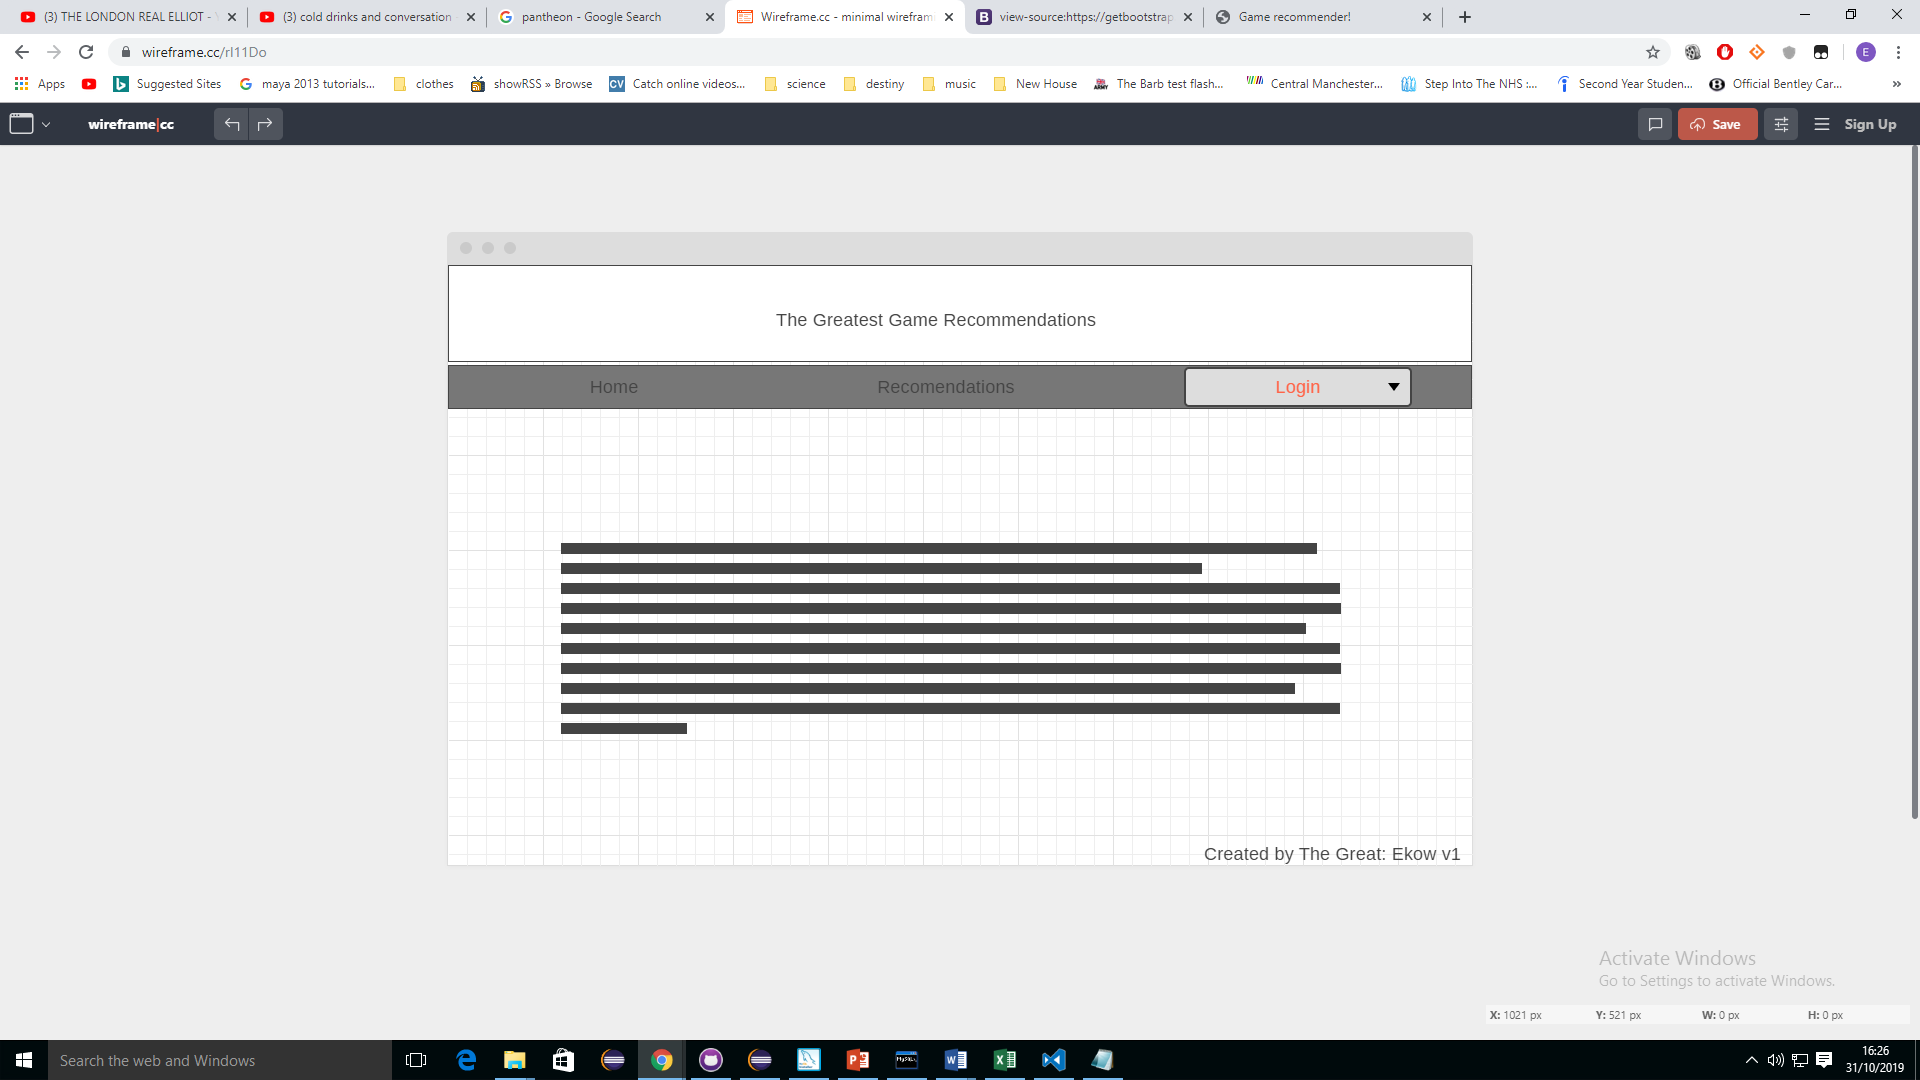 (3) THE LONDON REAL ELLIOT -
(3) cold drinks and conversation
pantheon - Google Search
Wireframe.cc - minimal wirefram
view-source:https://getbootstrap
Game recommender!
wireframe.cc/rI11Do
E
Apps
Suggested Sites
maya 2013 tutorials...
clothes
showRSS » Browse
CV
Catch online videos...
science
destiny
music
New House
The Barb test flash...
Central Manchester...
Step Into The NHS :...
Second Year Studen...
Official Bentley Car...
»
wireframe|cc
Save
Sign Up
The Greatest Game Recommendations
Home
Recomendations
Login
Created by The Great: Ekow v1
Activate Windows
Go to Settings to activate Windows.
X: 1021 px
Y: 521 px
W: 0 px
H: 0 px
Search the web and Windows
16:26
31/10/2019